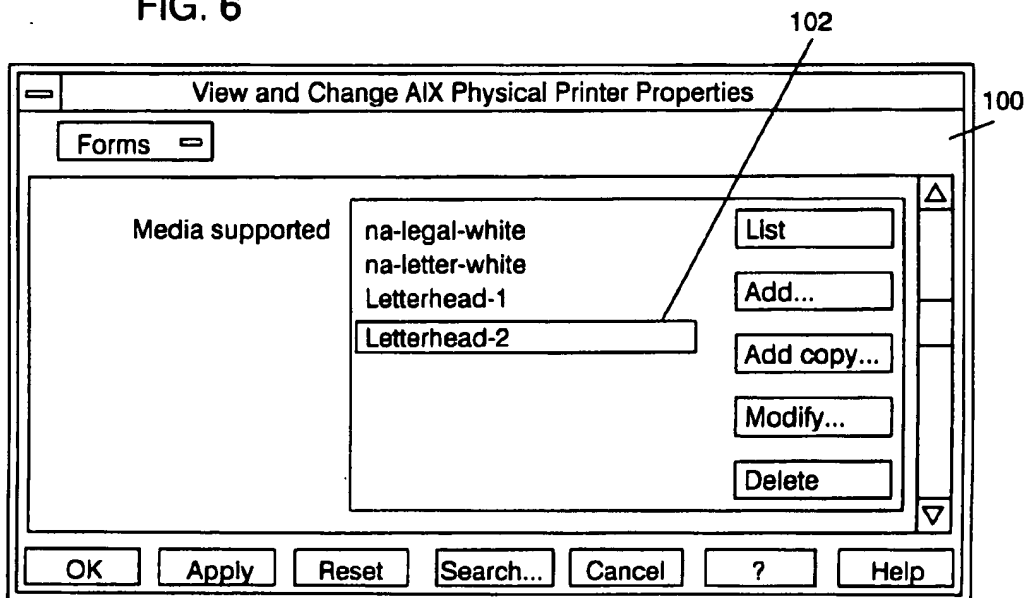 FIG. 6
102
View and Change AIX Physical Printer Properties
100
Forms
Media supported
na-legal-white
na-letter-white
Letterhead-1
Letterhead-2
List
Add...
Add copy...
Modify...
Delete
OK Apply Reset Search... Cancel ? Help